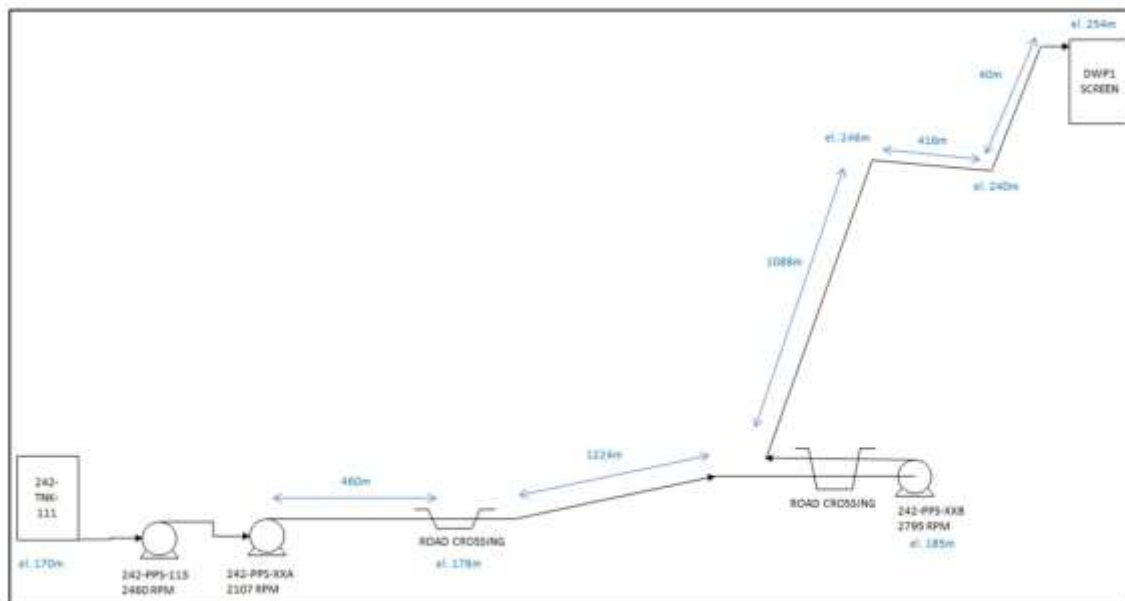 el. 254m
DWP1
SCREEN
40m
el. 246m
416m
el. 240m
1088m
1224m
460m
242-
TNK-
111
ROAD CROSSING
ROAD CROSSING
242-PPS-XXB
2795 RPM
el. 185m
el. 170m
242-PPS-113
2460 RPM
242-PPS-XXA
2107 RPM
el. 178m